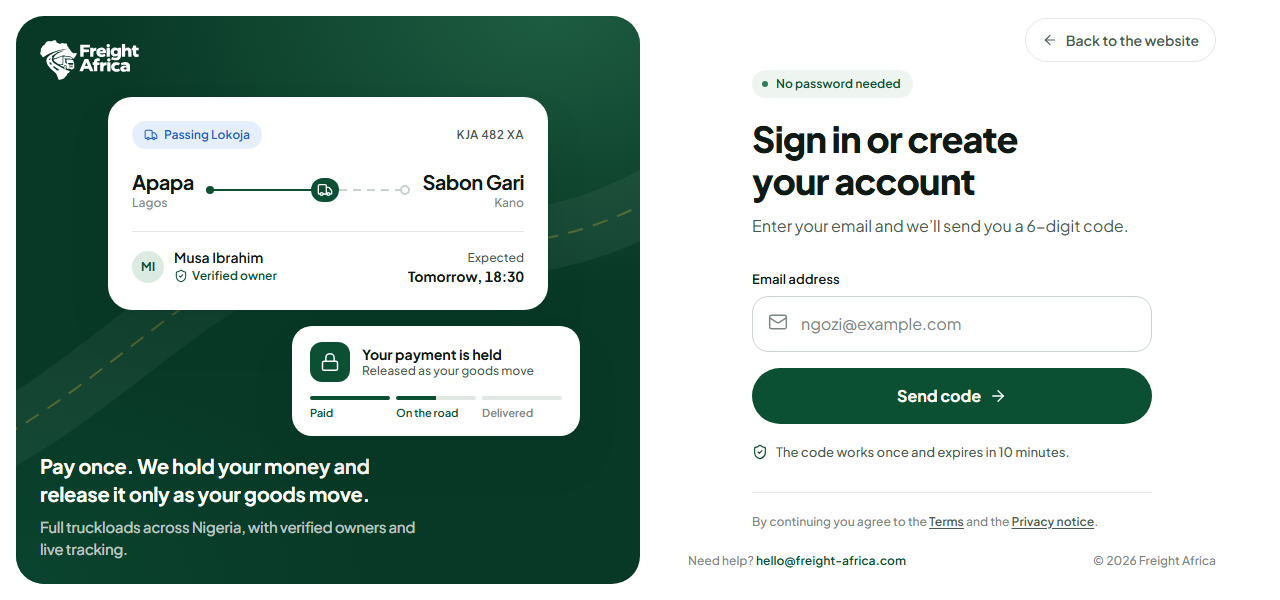 Freight
Africa
Passing Lokoja
KJA 482 XA
Apapa
Sabon Gari
Lagos
Kano
MI
Musa Ibrahim
Verified owner
Expected
Tomorrow, 18:30
Your payment is held
Released as your goods move
Paid
On the road
Delivered
Pay once. We hold your money and
release it only as your goods move.
Full truckloads across Nigeria, with verified owners and
live tracking.
Back to the website
No password needed
Sign in or create
your account
Enter your email and we’ll send you a 6-digit code.
Email address
ngozi@example.com
Send code
The code works once and expires in 10 minutes.
By continuing you agree to the Terms and the Privacy notice.
Need help? hello@freight-africa.com
© 2026 Freight Africa